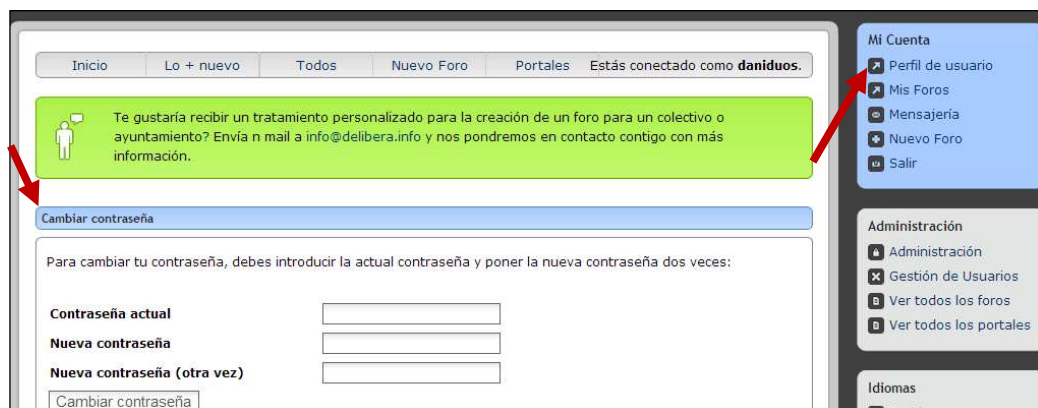 Inicio Lo + nuevo Todos Nuevo Foro Portales Estás conectado como daniduos.
Te gustaría recibir un tratamiento personalizado para la creación de un foro para un colectivo o
ayuntamiento? Envía n mail a info@delibera.info y nos pondremos en contacto contigo con más
información.
Cambiar contraseña
Para cambiar tu contraseña, debes introducir la actual contraseña y poner la nueva contraseña dos veces:
Contraseña actual
Nueva contraseña
Nueva contraseña (otra vez)
Cambiar contraseña
Mi Cuenta
Perfil de usuario
Mis Foros
Mensajería
Nuevo Foro
Salir
Administración
Administración
Gestión de Usuarios
Ver todos los foros
Ver todos los portales
Idiomas